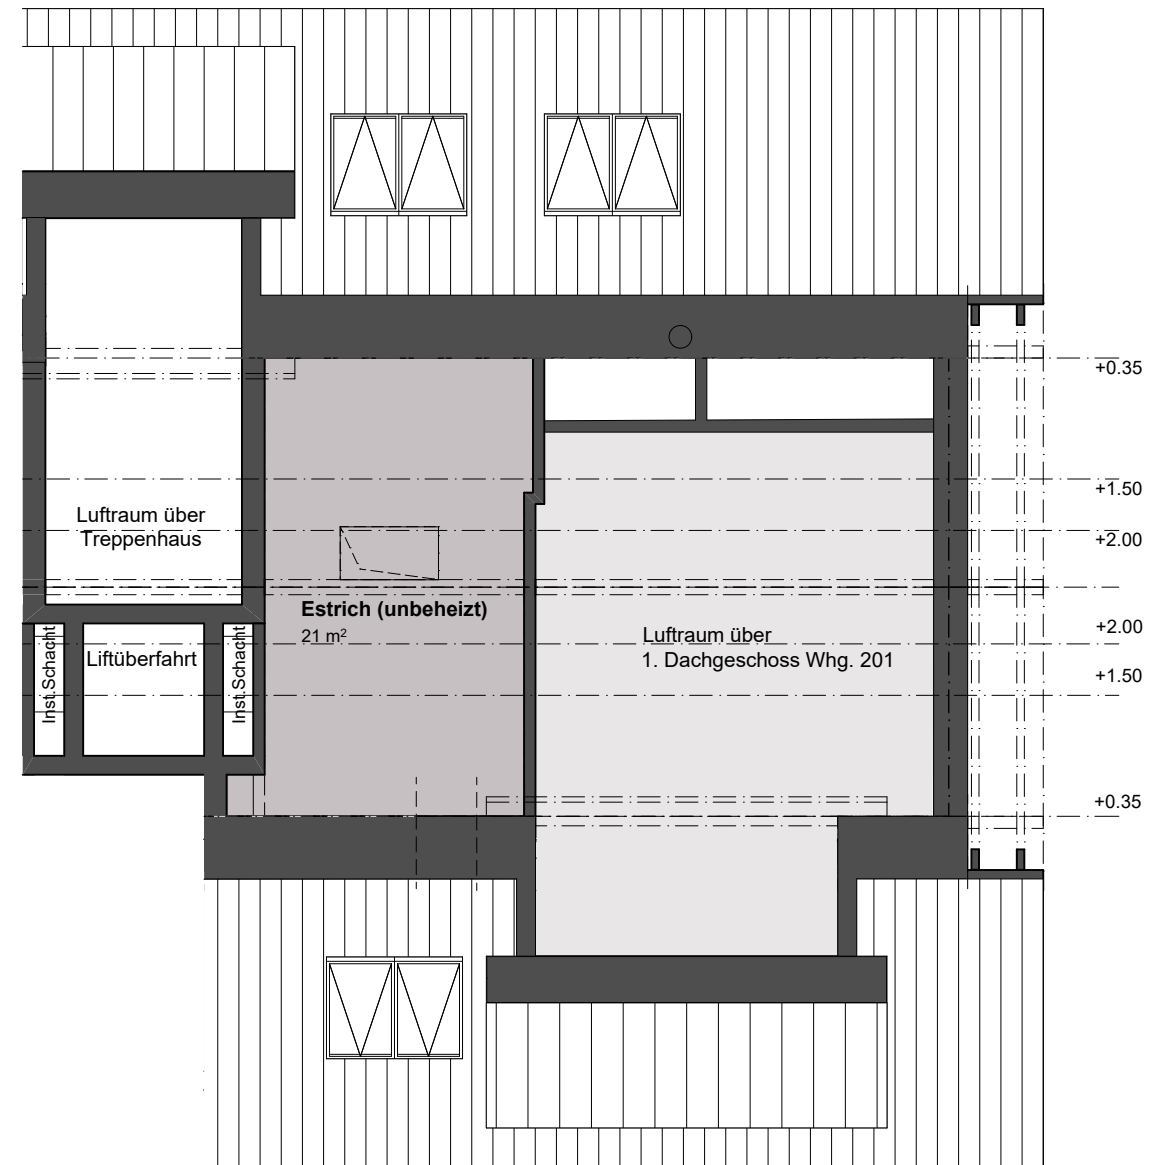 +0.35
+1.50
Luftraum über
Treppenhaus
+2.00
Estrich (unbeheizt)
21 m²
+2.00
Inst.Schacht
Liftüberfahrt
Inst.Schacht
Luftraum über
1. Dachgeschoss Whg. 201
+1.50
+0.35